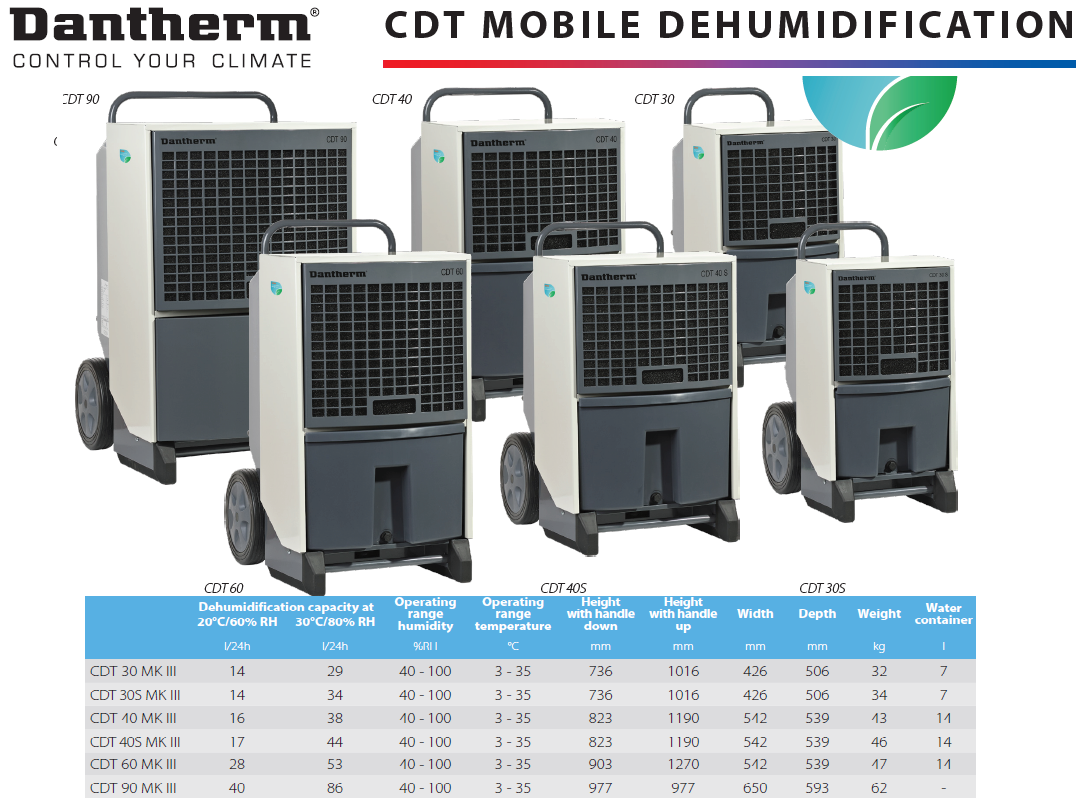 Dantherm®
CONTROL YOUR CLIMATE
CDT MOBILE DEHUMIDIFICATION
CDT 90
CDT 40
CDT 30
Dantherm CDT 90
Dantherm CDT 40
Dantherm CDT 30
Dantherm CDT 60
Dantherm CDT 40 S
Dantherm CDT 30 S
CDT 60
CDT 40S
CDT 30S
Dehumidification capacity at
20°C/60% RH 30°C/80% RH
Operating range humidity
Operating range temperature
Height with handle down
Height with handle up
Width
Depth
Weight
Water container
l/24h l/24h %RH °C mm mm mm mm kg l
CDT 30 MK III 14 29 40 - 100 3 - 35 736 1016 426 506 32 7
CDT 30S MK III 14 34 40 - 100 3 - 35 736 1016 426 506 34 7
CDT 40 MK III 16 38 40 - 100 3 - 35 823 1190 542 539 43 14
CDT 40S MK III 17 44 40 - 100 3 - 35 823 1190 542 539 46 14
CDT 60 MK III 28 53 40 - 100 3 - 35 903 1270 542 539 47 14
CDT 90 MK III 40 86 40 - 100 3 - 35 977 977 650 593 62 -